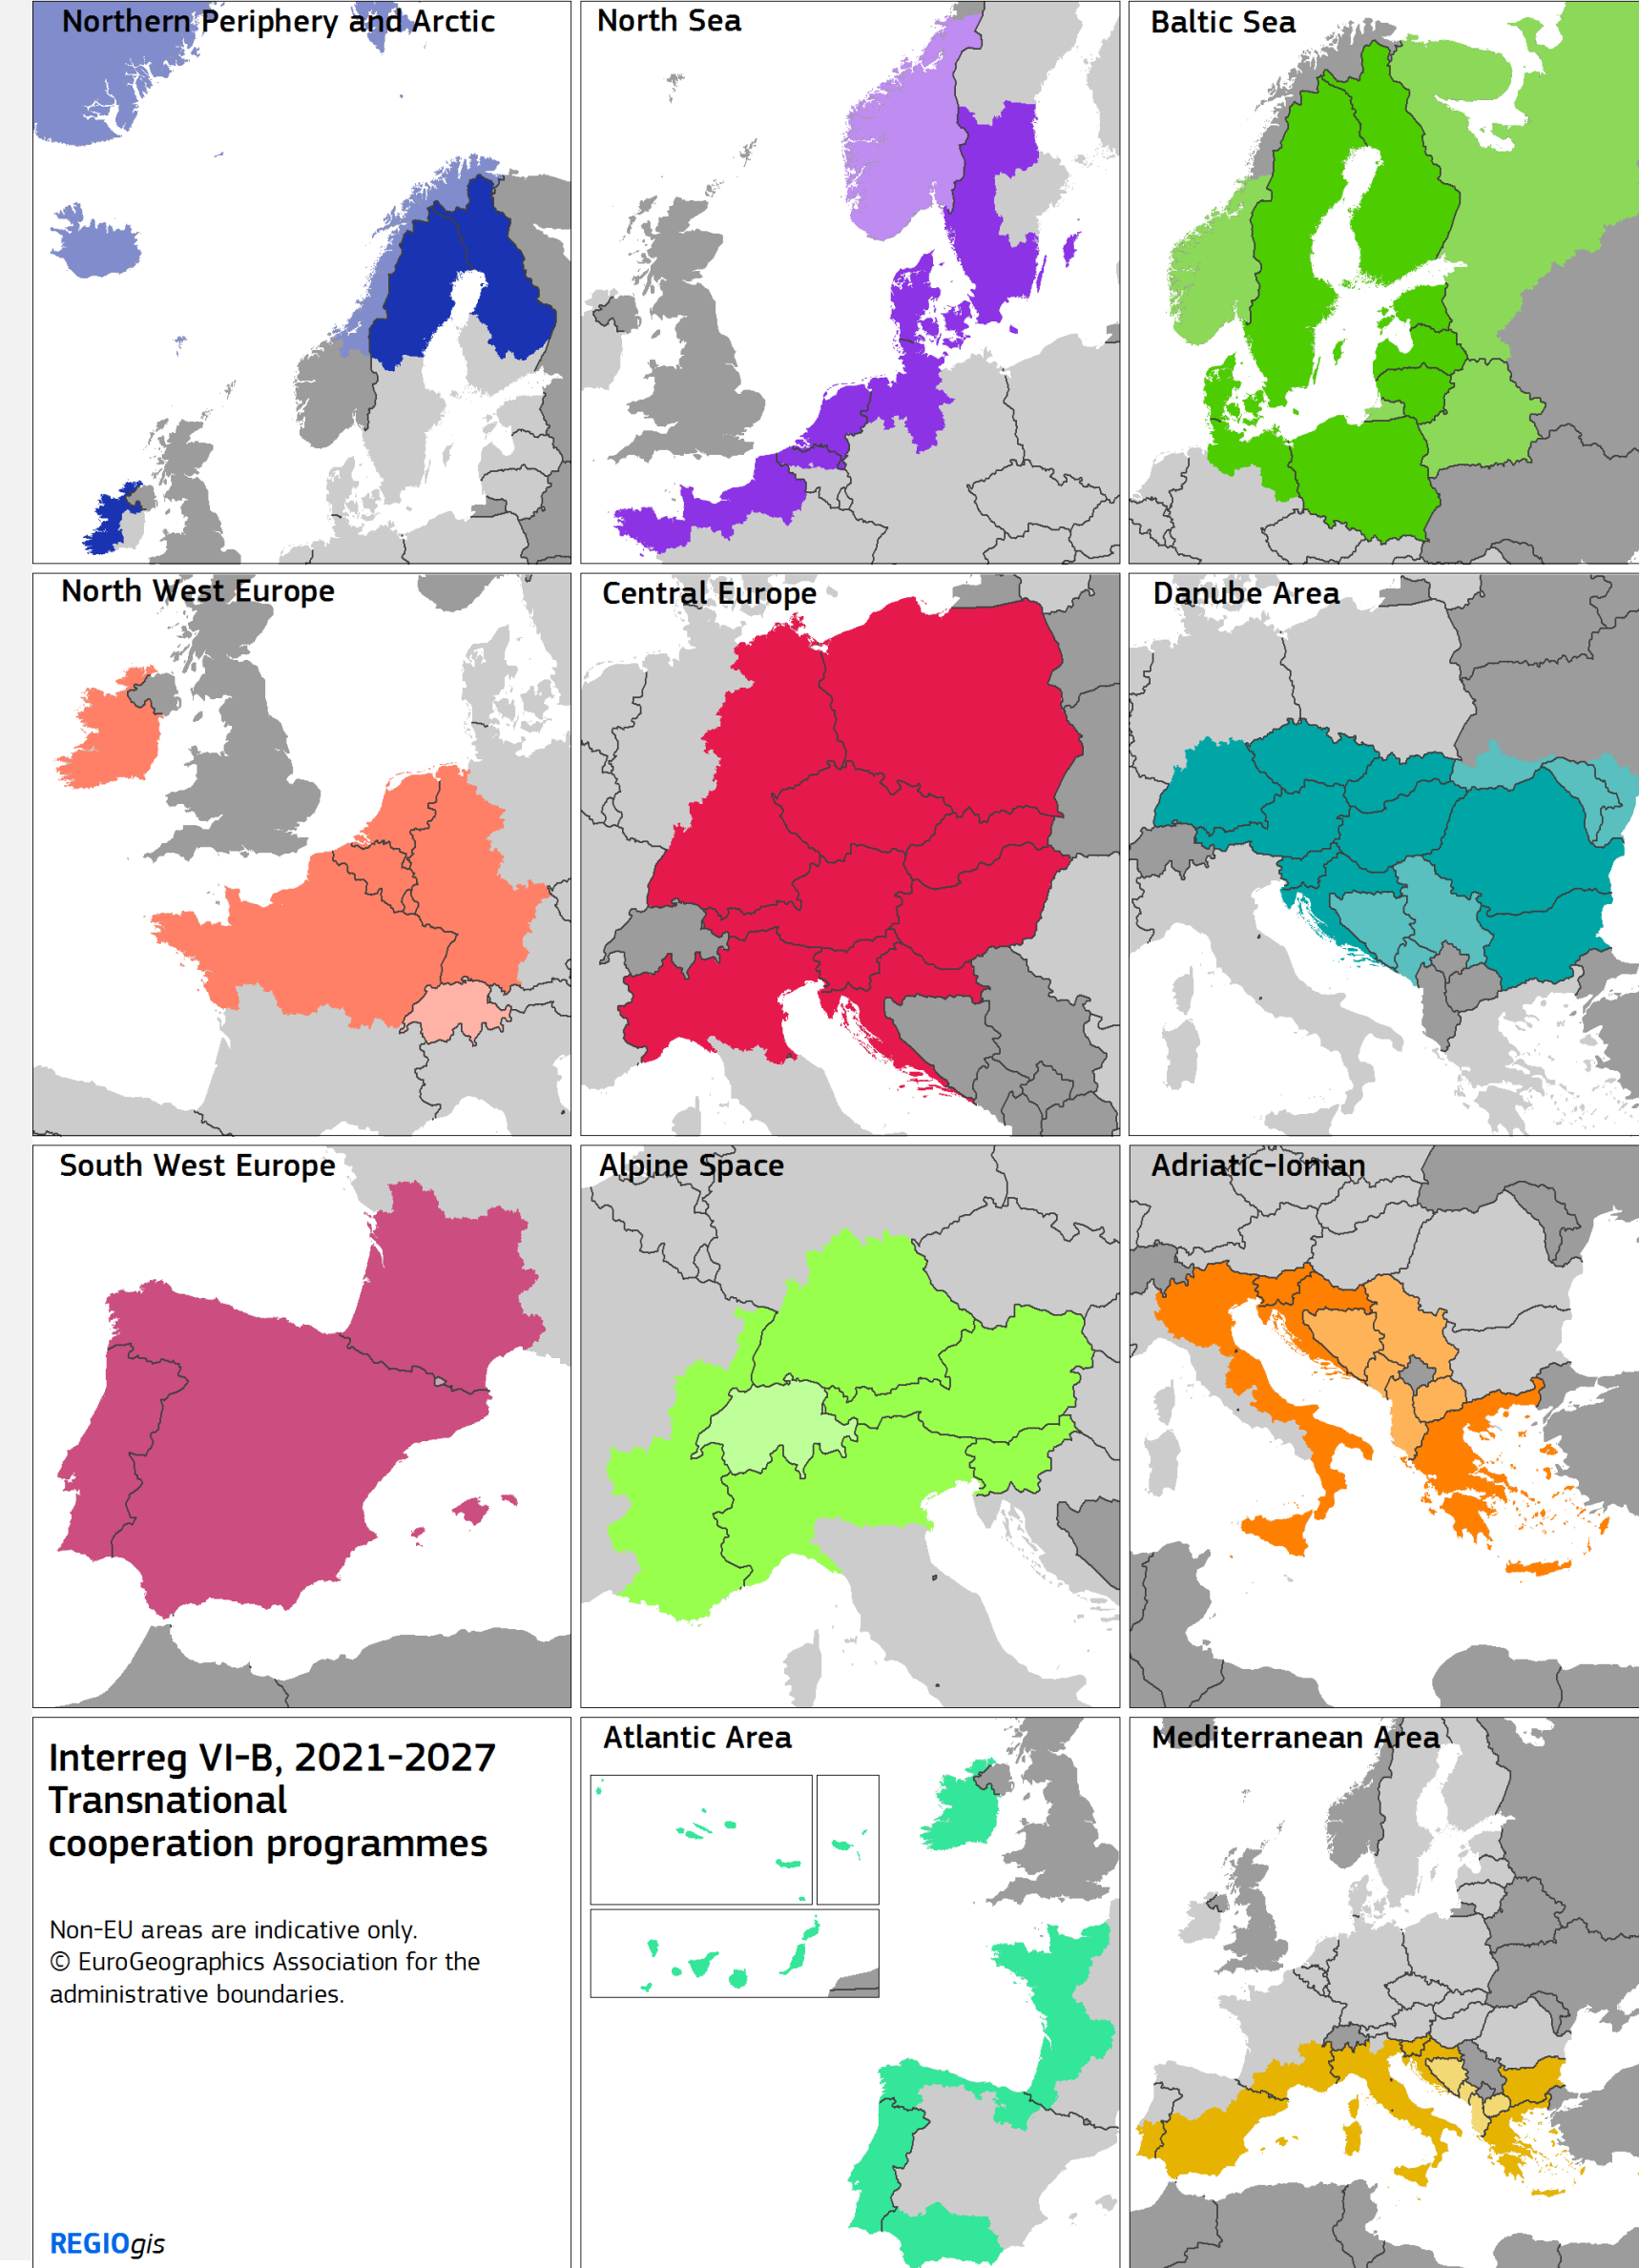 Northern Periphery and Arctic
North Sea
Baltic Sea
North West Europe
Central Europe
Danube Area
South West Europe
Alpine Space
Adriatic-Ionian
Interreg VI-B, 2021-2027
Transnational
cooperation programmes
Non-EU areas are indicative only.
© EuroGeographics Association for the
administrative boundaries.
REGIOgis
Atlantic Area
Mediterranean Area